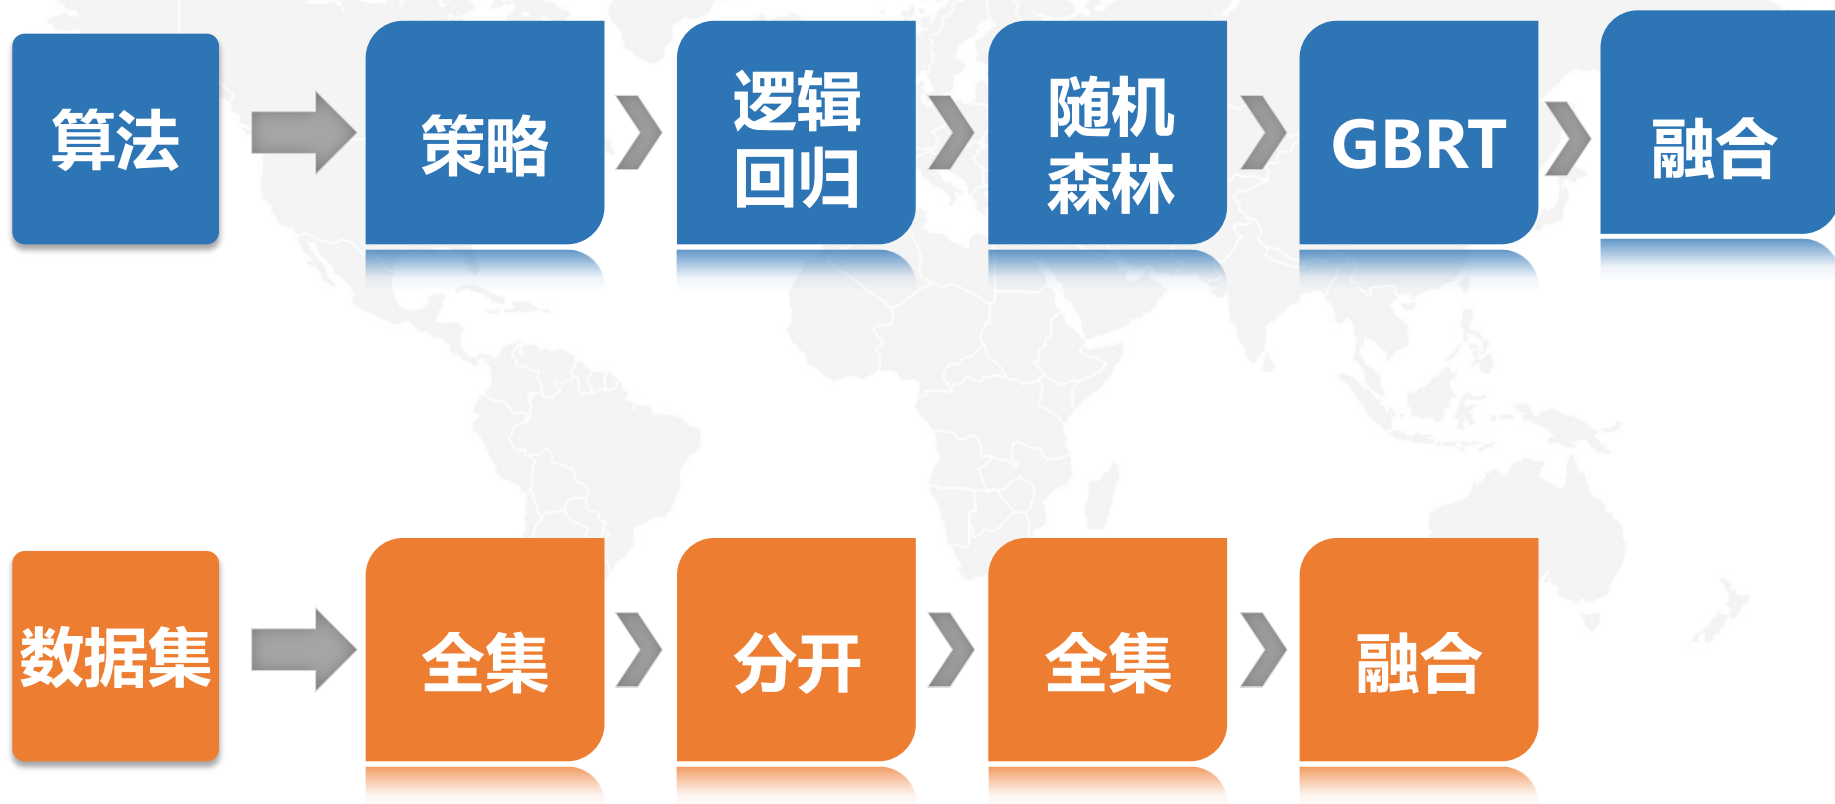 算法
策略
逻辑
回归
随机
森林
GBRT
融合
数据集
全集
分开
全集
融合